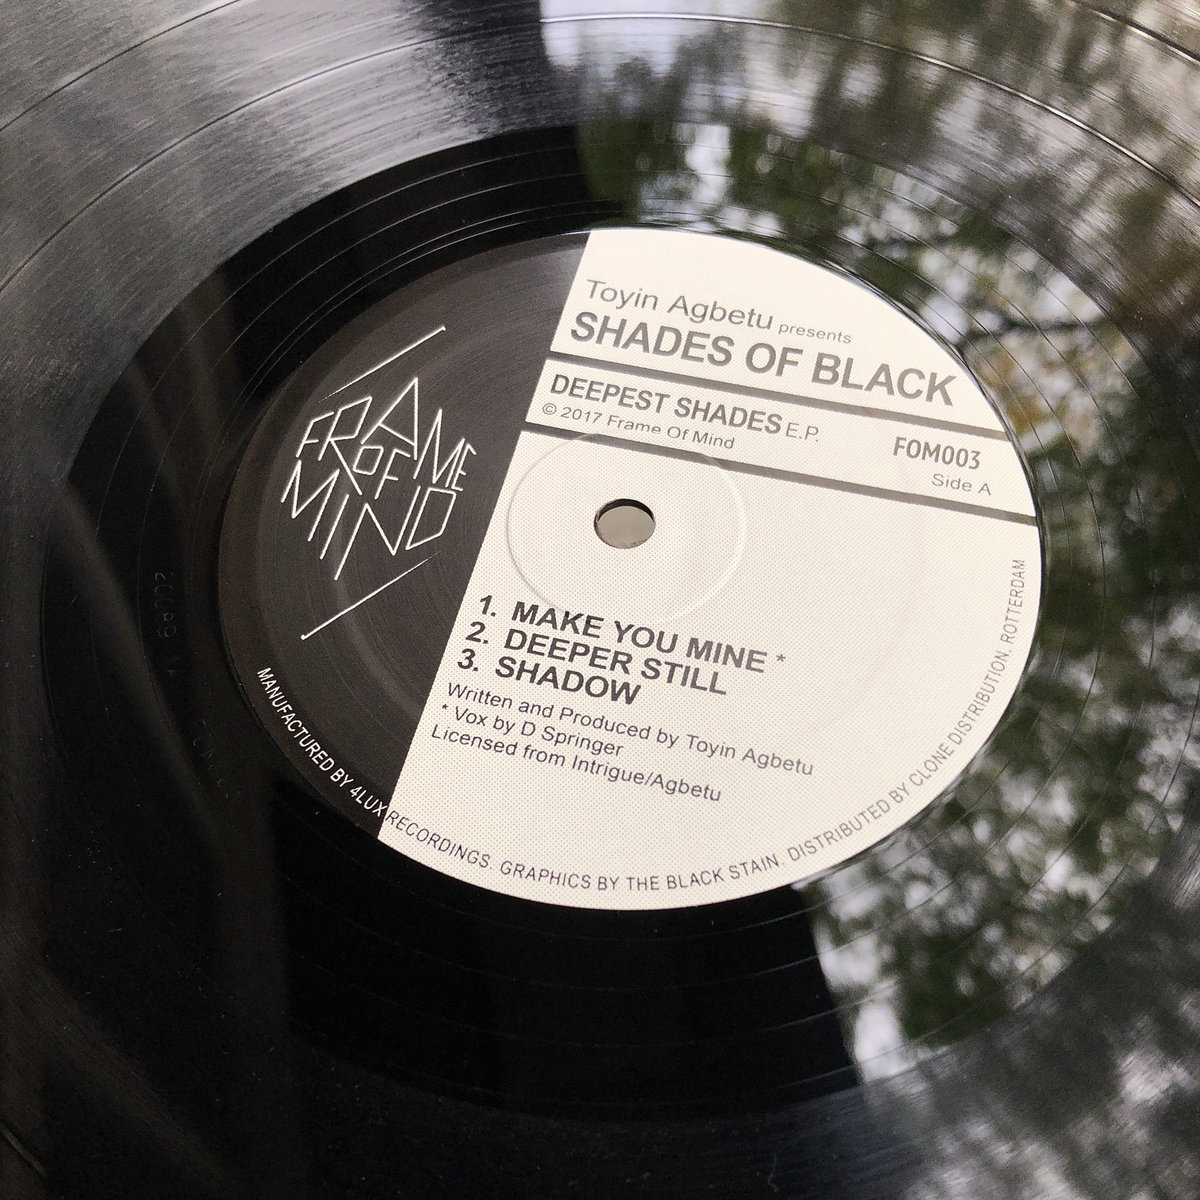 Toyin Agbetu presents
SHADES OF BLACK
DEEPEST SHADES E.P.
© 2017 Frame Of Mind
FOM003
Side A
FRAME
OF
MIND
1. MAKE YOU MINE *
2. DEEPER STILL
3. SHADOW
Written and Produced by Toyin Agbetu
* Vox by D Springer
Licensed from Intrigue/Agbetu
MANUFACTURED BY 4LUX RECORDINGS. GRAPHICS BY THE BLACK STAIN. DISTRIBUTED BY CLONE DISTRIBUTION, ROTTERDAM